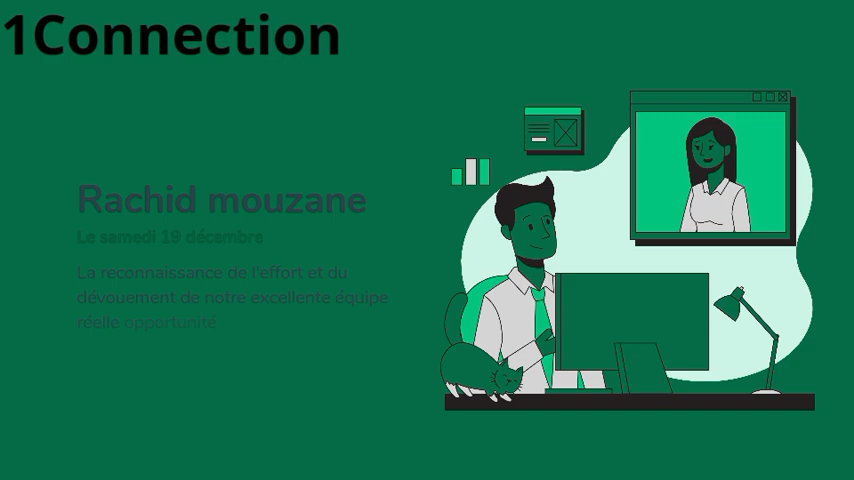 1Connection
Rachid mouzane
Le samedi 19 décembre
La reconnaissance de l'effort et du
dévouement de notre excellente équipe
réelle opportunité